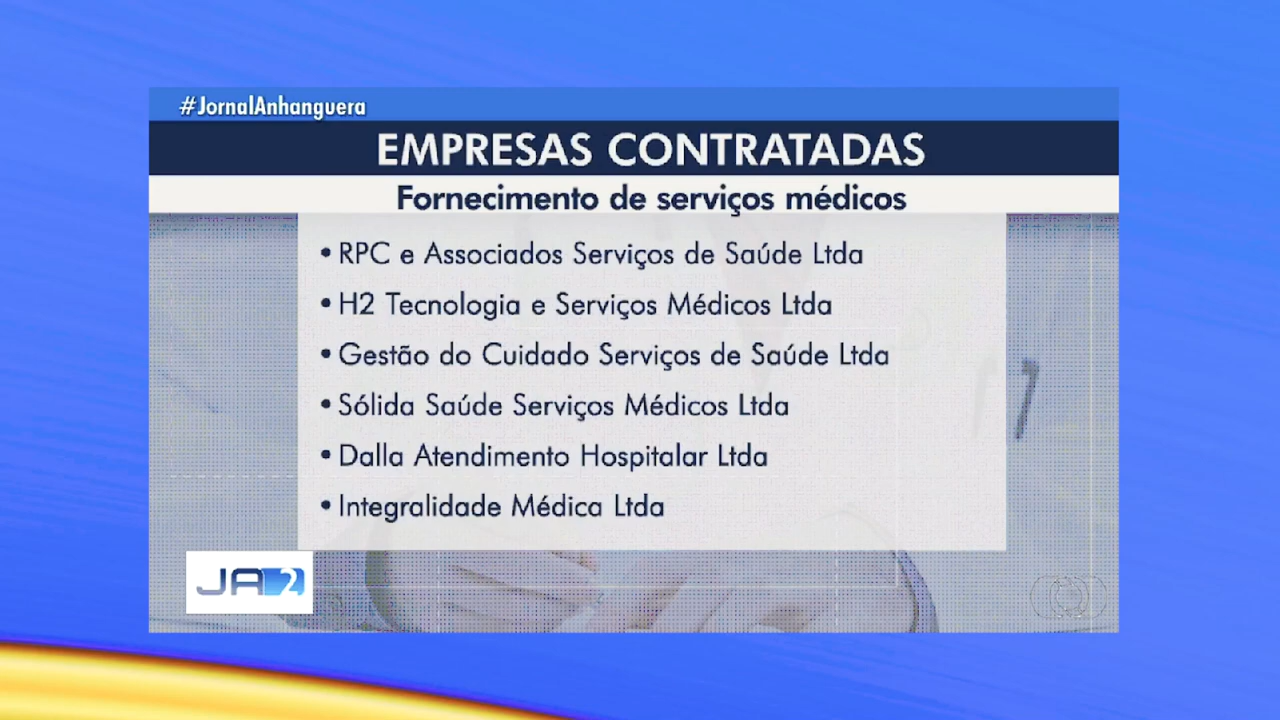 #JornalAnhanguera
EMPRESAS CONTRATADAS
Fornecimento de serviços médicos
• RPC e Associados Serviços de Saúde Ltda
• H2 Tecnologia e Serviços Médicos Ltda
• Gestão do Cuidado Serviços de Saúde Ltda
• Sólida Saúde Serviços Médicos Ltda
• Dalla Atendimento Hospitalar Ltda
• Integralidade Médica Ltda
JA2